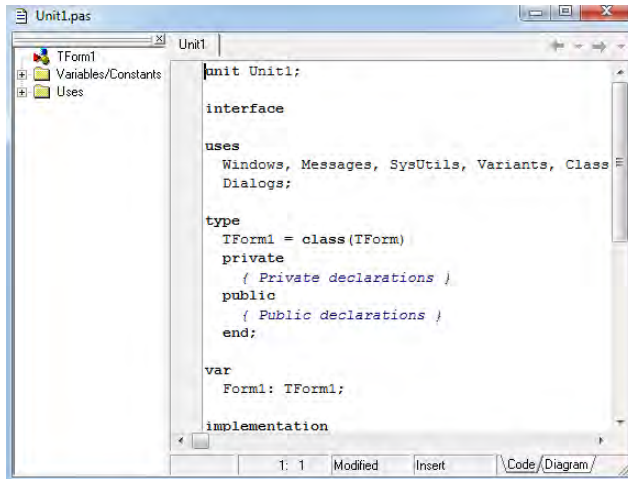 Unit1.pas
TForm1
Variables/Constants
Uses
Unit1
unit Unit1;
interface
uses
Windows, Messages, SysUtils, Variants, Class
Dialogs;
type
TForm1 = class(TForm)
private
{ Private declarations }
public
{ Public declarations }
end;
var
Form1: TForm1;
implementation
1: 1 Modified Insert Code Diagram